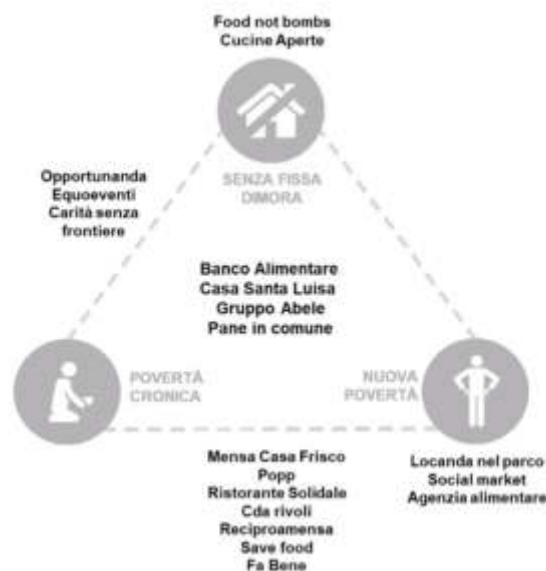 Food not bombs
Cucine Aperte
SENZA FISSA
DIMORA
Opportunanda
Equoeventi
Carità senza
frontiere
Banco Alimentare
Casa Santa Luisa
Gruppo Abele
Pane in comune
POVERTÀ
CRONICA
NUOVA
POVERTÀ
Mensa Casa Frisco
Popp
Ristorante Solidale
Cda rivoli
Reciproamensa
Save food
Fa Bene
Locanda nel parco
Social market
Agenzia alimentare